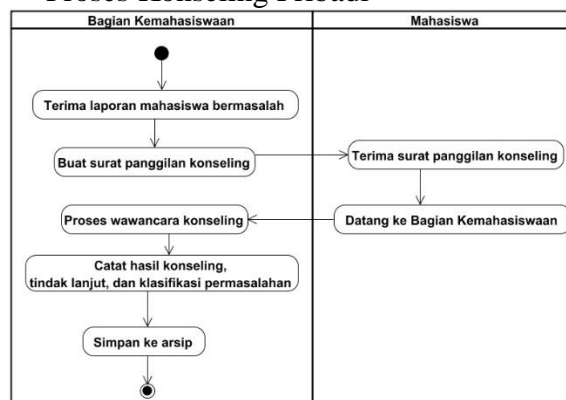 Proses Konseling Pribadi
Bagian Kemahasiswaan
Mahasiswa
Terima laporan mahasiswa bermasalah
Buat surat panggilan konseling
Terima surat panggilan konseling
Datang ke Bagian Kemahasiswaan
Proses wawancara konseling
Catat hasil konseling,
tindak lanjut, dan klasifikasi permasalahan
Simpan ke arsip